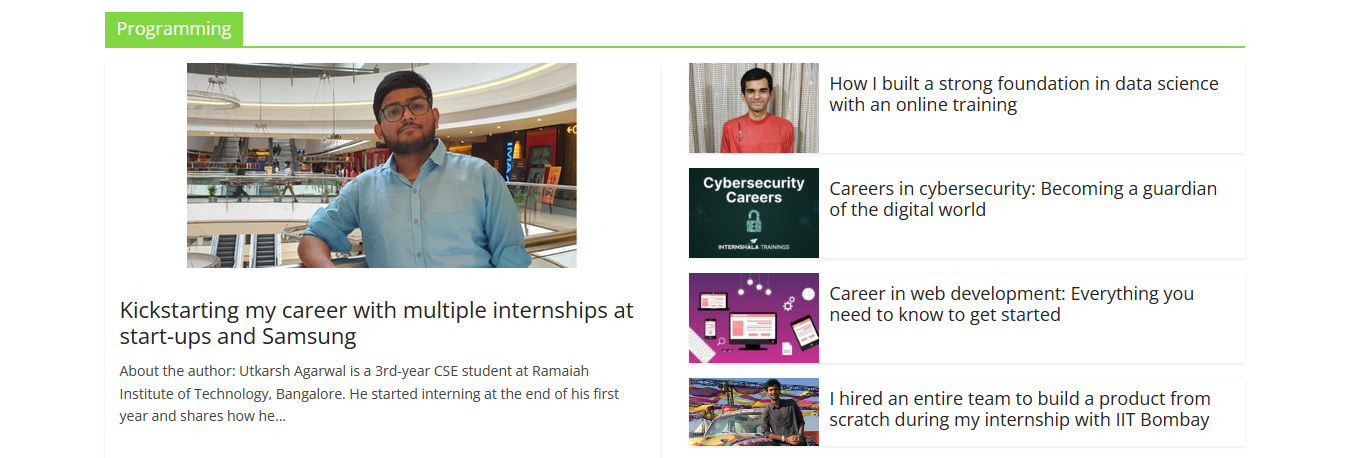 Programming
IMAX
Kickstarting my career with multiple internships at
start-ups and Samsung
About the author: Utkarsh Agarwal is a 3rd-year CSE student at Ramaiah
Institute of Technology, Bangalore. He started interning at the end of his first
year and shares how he...
How I built a strong foundation in data science
with an online training
Cybersecurity
Careers
INTERNSHALA TRAININGS
Careers in cybersecurity: Becoming a guardian
of the digital world
Career in web development: Everything you
need to know to get started
I hired an entire team to build a product from
scratch during my internship with IIT Bombay